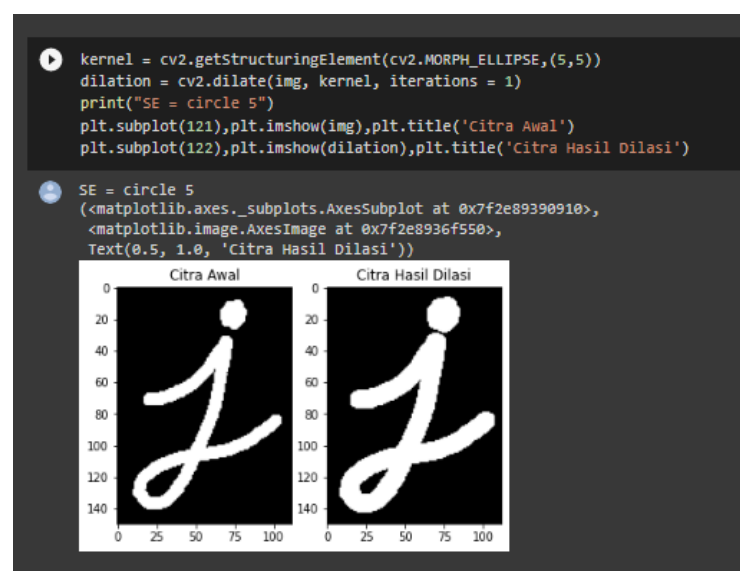 kernel = cv2.getStructuringElement(cv2.MORPH_ELLIPSE,(5,5))
dilation = cv2.dilate(img, kernel, iterations = 1)
print("SE = circle 5")
plt.subplot(121),plt.imshow(img),plt.title('Citra Awal')
plt.subplot(122),plt.imshow(dilation),plt.title('Citra Hasil Dilasi')
SE = circle 5
(<matplotlib.axes._subplots.AxesSubplot at 0x7f2e89390910>,
<matplotlib.image.AxesImage at 0x7f2e8936f550>,
Text(0.5, 1.0, 'Citra Hasil Dilasi'))
Citra Awal Citra Hasil Dilasi
0 0
20 20
40 40
60 60
80 80
100 100
120 120
140 140
0 25 50 75 100 0 25 50 75 100